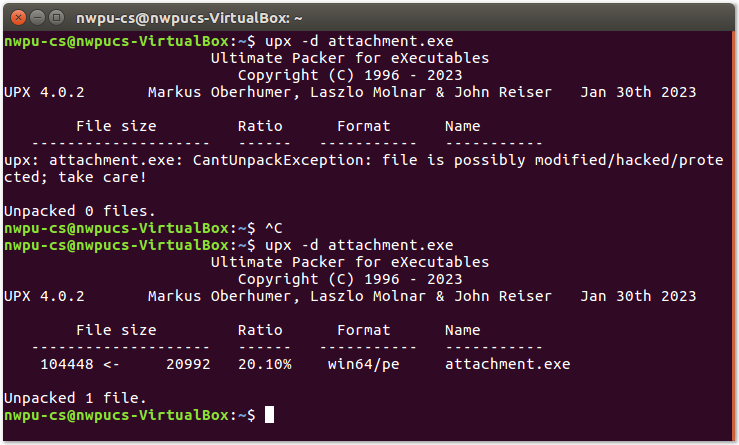 nwpu-cs@nwpucs-VirtualBox: ~
nwpu-cs@nwpucs-VirtualBox:~$ upx -d attachment.exe
Ultimate Packer for eXecutables
Copyright (C) 1996 - 2023
UPX 4.0.2 Markus Oberhumer, Laszlo Molnar & John Reiser Jan 30th 2023
File size Ratio Format Name
-------------------- ------ ----------- -----------
upx: attachment.exe: CantUnpackException: file is possibly modified/hacked/prote
cted; take care!
Unpacked 0 files.
nwpu-cs@nwpucs-VirtualBox:~$ ^C
nwpu-cs@nwpucs-VirtualBox:~$ upx -d attachment.exe
Ultimate Packer for eXecutables
Copyright (C) 1996 - 2023
UPX 4.0.2 Markus Oberhumer, Laszlo Molnar & John Reiser Jan 30th 2023
File size Ratio Format Name
-------------------- ------ ----------- -----------
104448 <- 20992 20.10% win64/pe attachment.exe
Unpacked 1 file.
nwpu-cs@nwpucs-VirtualBox:~$